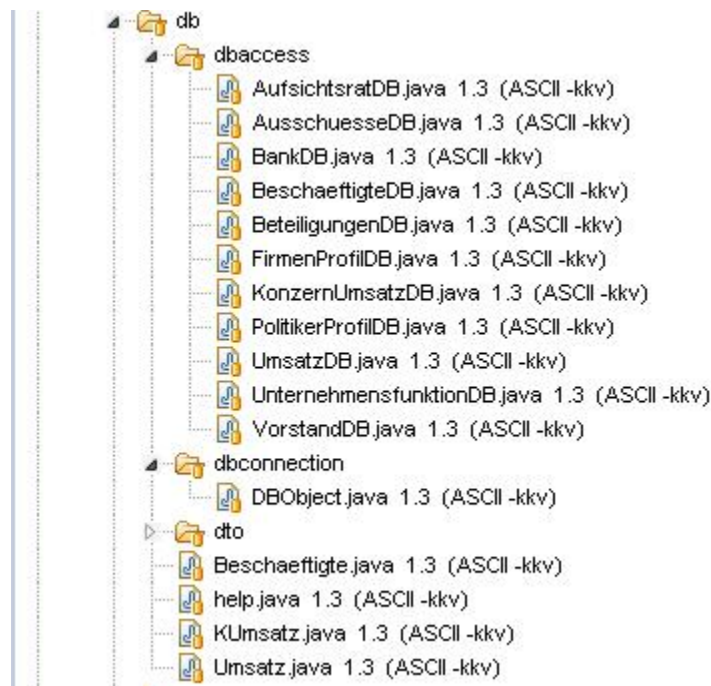 db
dbaccess
AufsichtsratDB.java 1.3 (ASCII -kkv)
AusschuesseDB.java 1.3 (ASCII -kkv)
BankDB.java 1.3 (ASCII -kkv)
BeschaeftigteDB.java 1.3 (ASCII -kkv)
BeteiligungenDB.java 1.3 (ASCII -kkv)
FirmenProfilDB.java 1.3 (ASCII -kkv)
KonzernUmsatzDB.java 1.3 (ASCII -kkv)
PolitikerProfilDB.java 1.3 (ASCII -kkv)
UmsatzDB.java 1.3 (ASCII -kkv)
UnternehmensfunktionDB.java 1.3 (ASCII -kkv)
VorstandDB.java 1.3 (ASCII -kkv)
dbconnection
DBObject.java 1.3 (ASCII -kkv)
dto
Beschaeftigte.java 1.3 (ASCII -kkv)
help.java 1.3 (ASCII -kkv)
KUmsatz.java 1.3 (ASCII -kkv)
Umsatz.java 1.3 (ASCII -kkv)